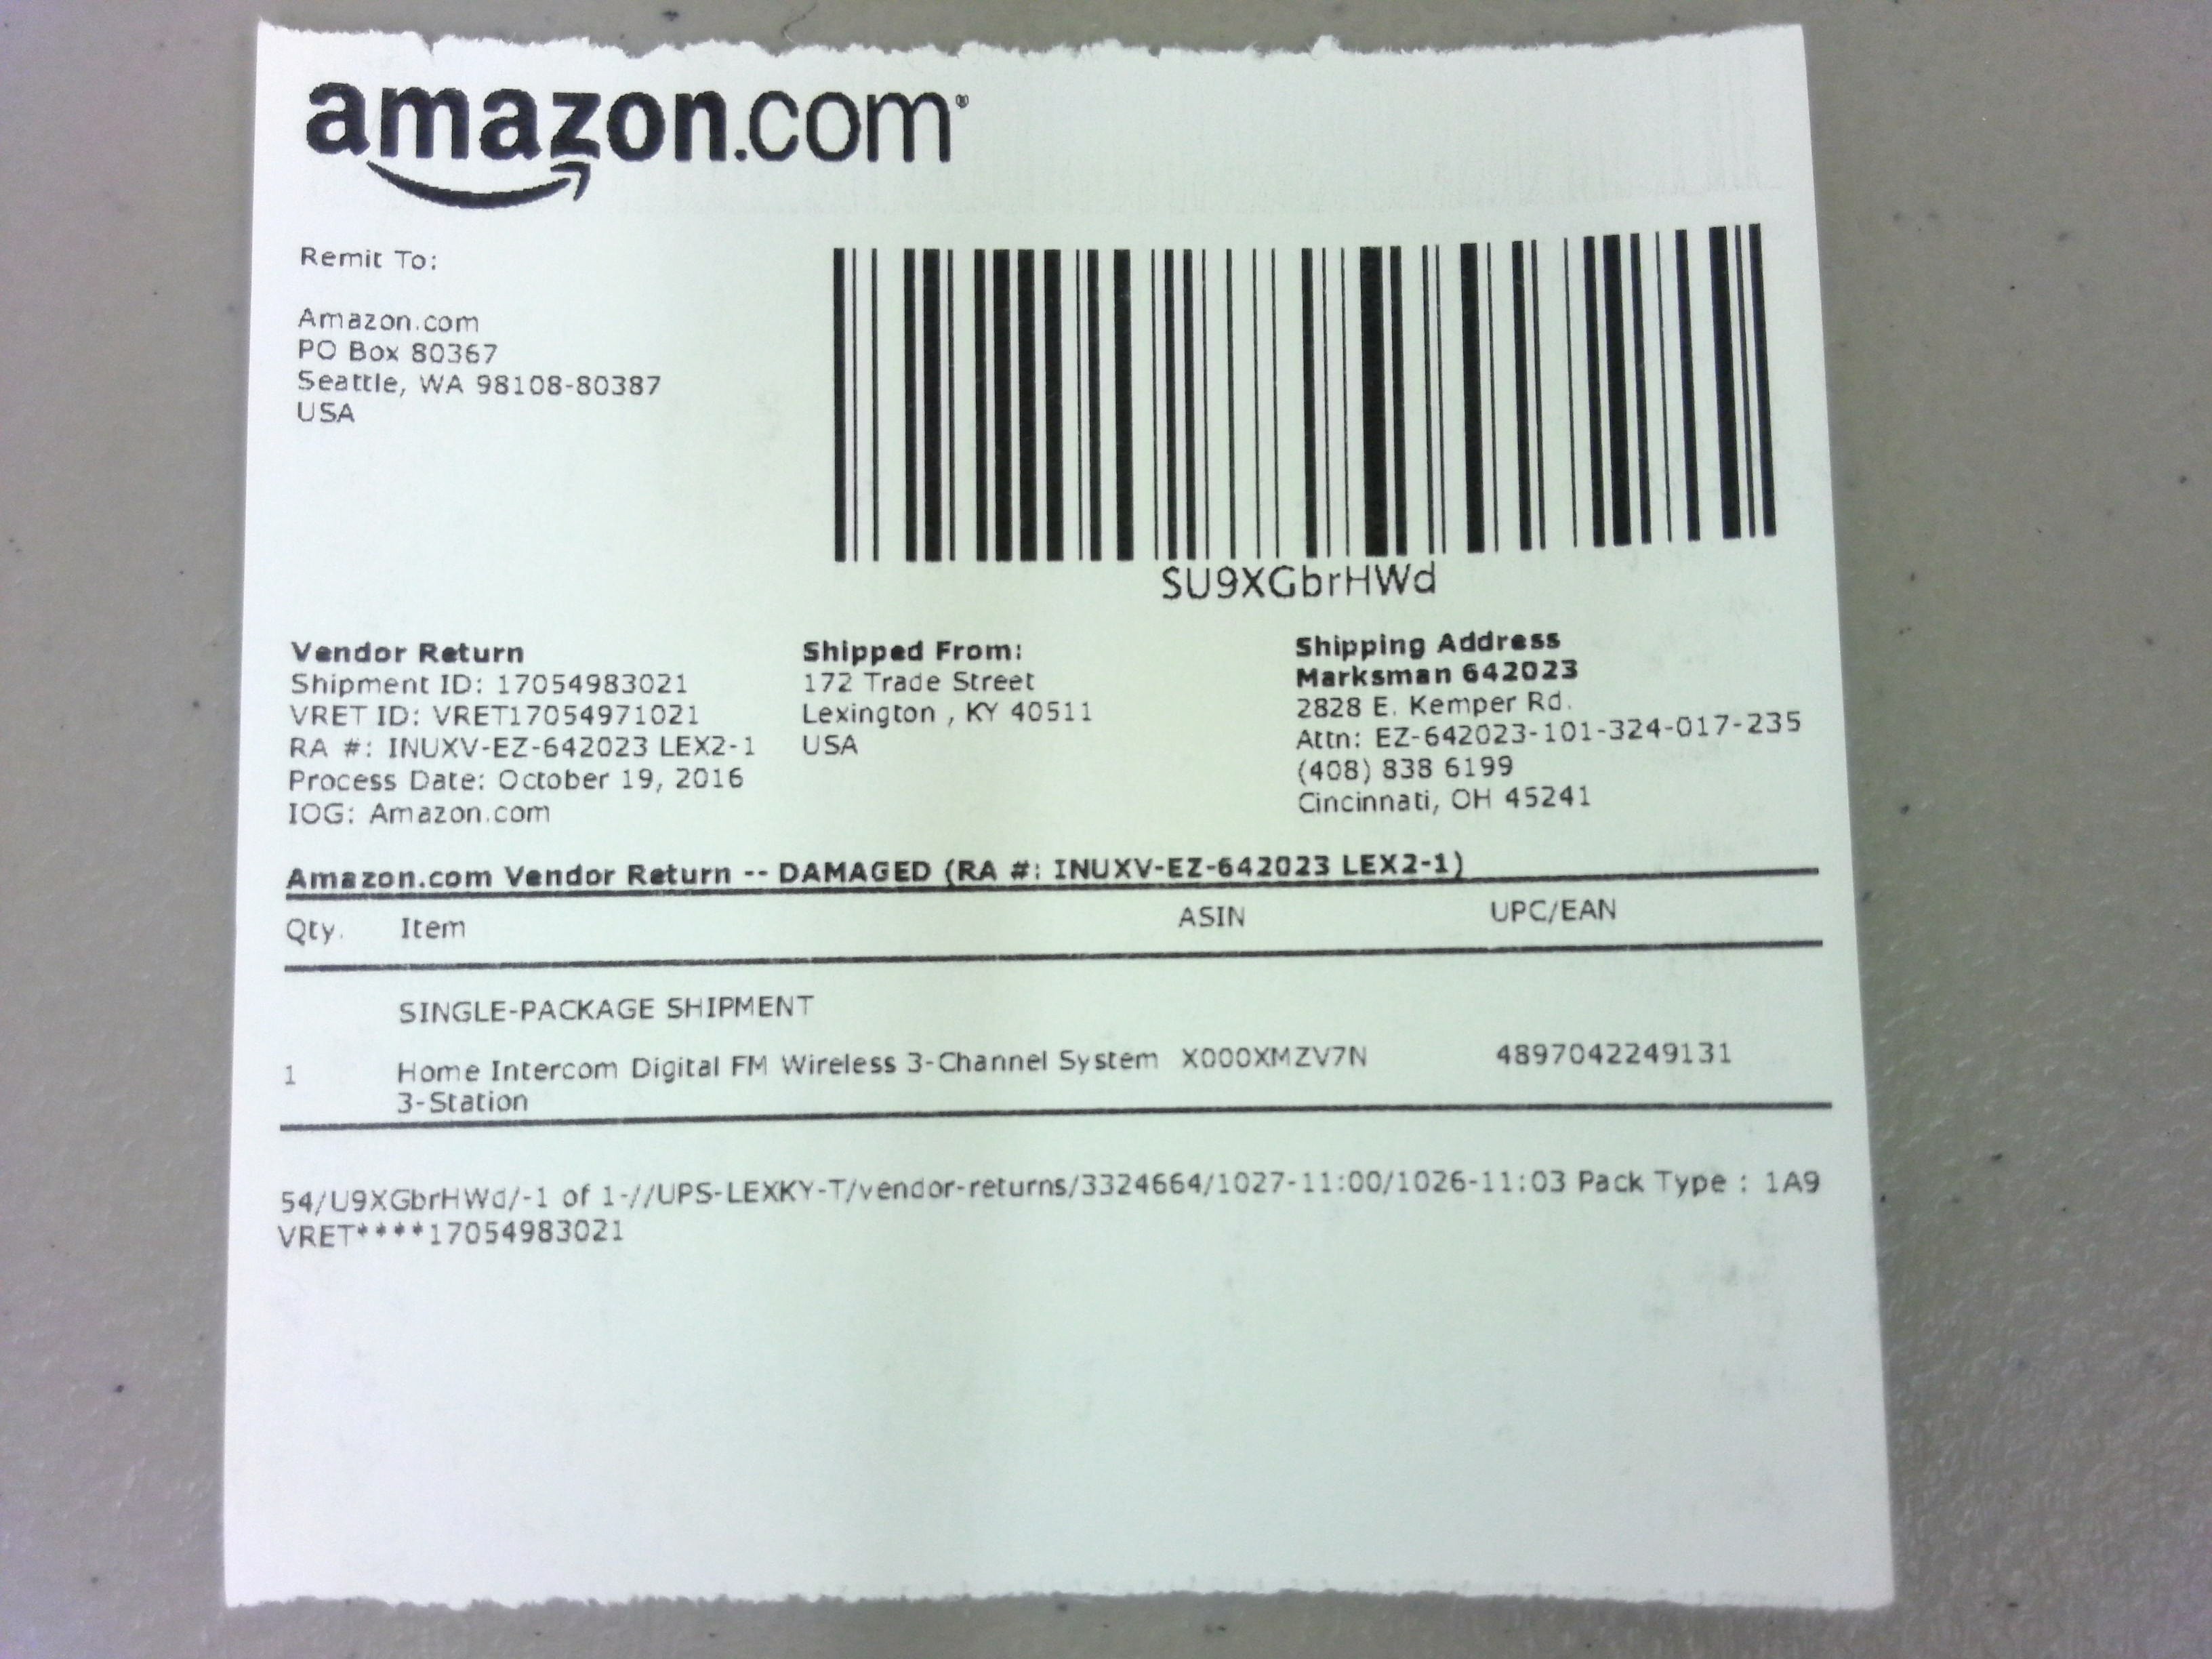 amazon.com®
Remit To:
Amazon.com
PO Box 80367
Seattle, WA 98108-80387
USA
SU9XGbrHWd
Vendor Return
Shipment ID: 17054983021
VRET ID: VRET17054971021
RA #: INUXV-EZ-642023 LEX2-1
Process Date: October 19, 2016
IOG: Amazon.com
Shipped From:
172 Trade Street
Lexington , KY 40511
USA
Shipping Address
Marksman 642023
2828 E. Kemper Rd.
Attn: EZ-642023-101-324-017-235
(408) 838 6199
Cincinnati, OH 45241
Amazon.com Vendor Return -- DAMAGED (RA #: INUXV-EZ-642023 LEX2-1)
Qty. Item ASIN UPC/EAN
SINGLE-PACKAGE SHIPMENT
1 Home Intercom Digital FM Wireless 3-Channel System X000XMZV7N 4897042249131
3-Station
54/U9XGbrHWd/-1 of 1-//UPS-LEXKY-T/vendor-returns/3324664/1027-11:00/1026-11:03 Pack Type : 1A9
VRET****17054983021